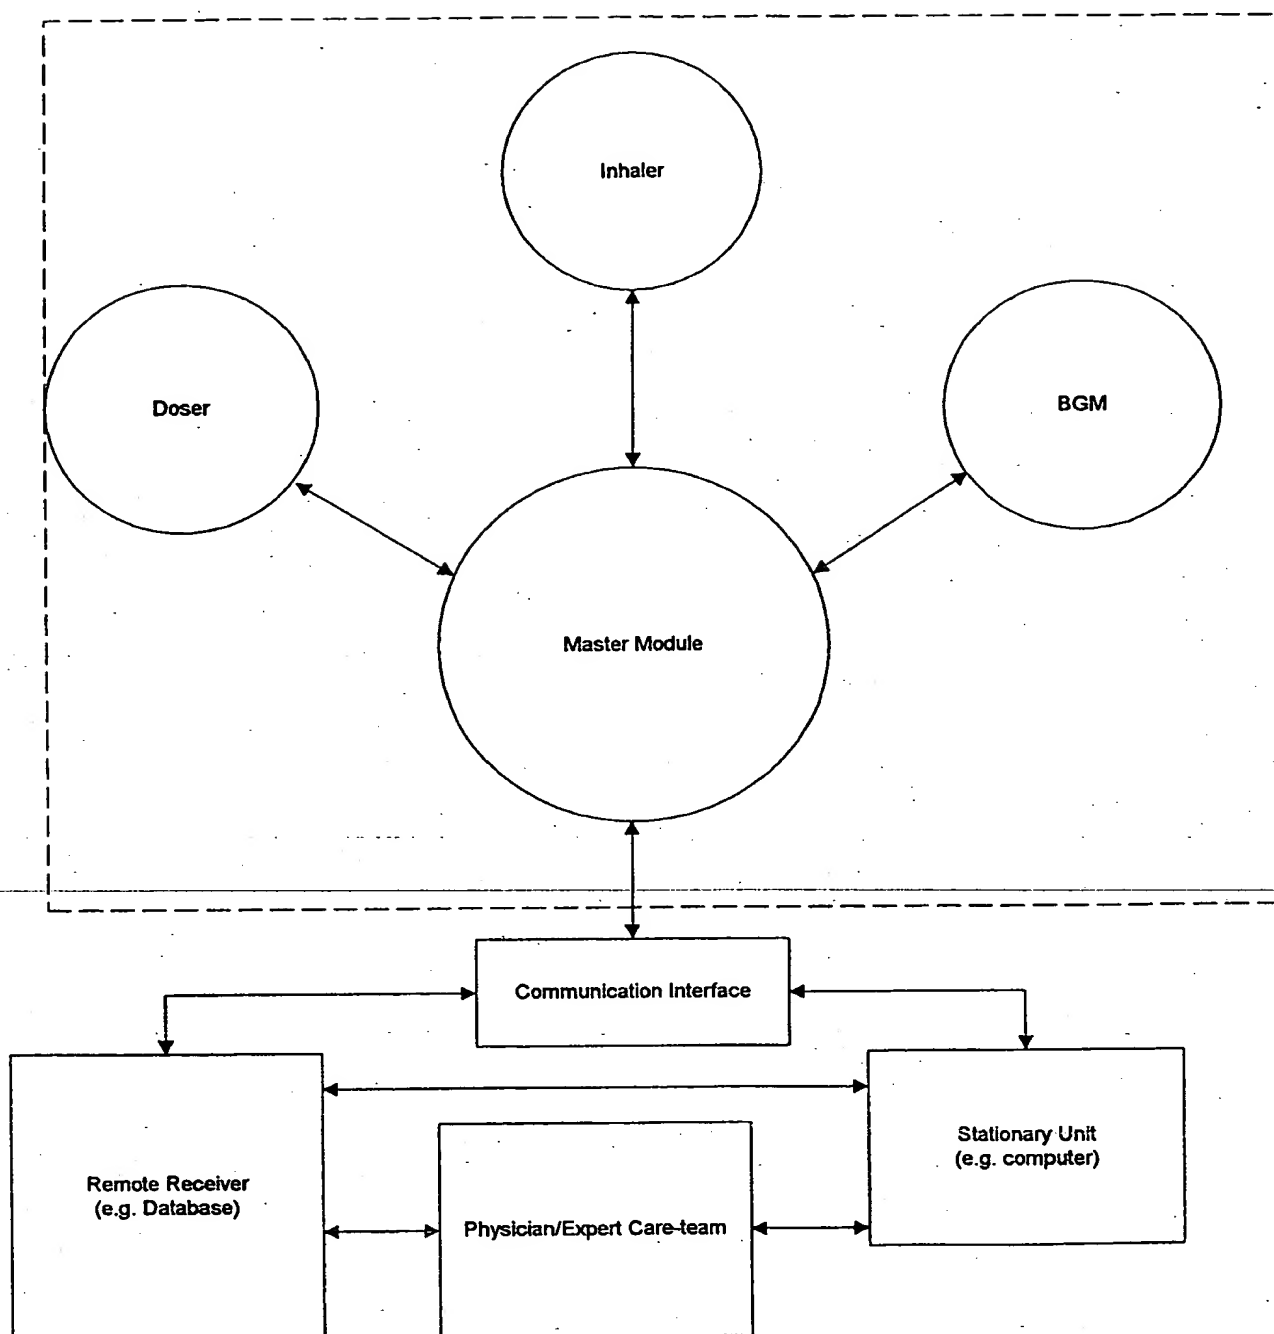 Inhaler
Doser
BGM
Master Module
Communication Interface
Stationary Unit
(e.g. computer)
Remote Receiver
(e.g. Database)
Physician/Expert Care-team